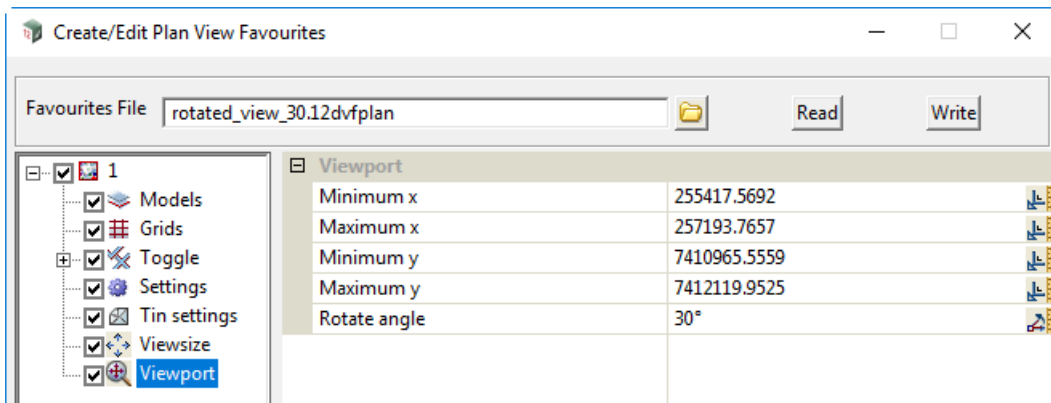 Create/Edit Plan View Favourites
Favourites File rotated_view_30.12dvfplan Read Write
1
Models
Grids
Toggle
Settings
Tin settings
Viewsize
Viewport
Viewport
Minimum x 255417.5692
Maximum x 257193.7657
Minimum y 7410965.5559
Maximum y 7412119.9525
Rotate angle 30°